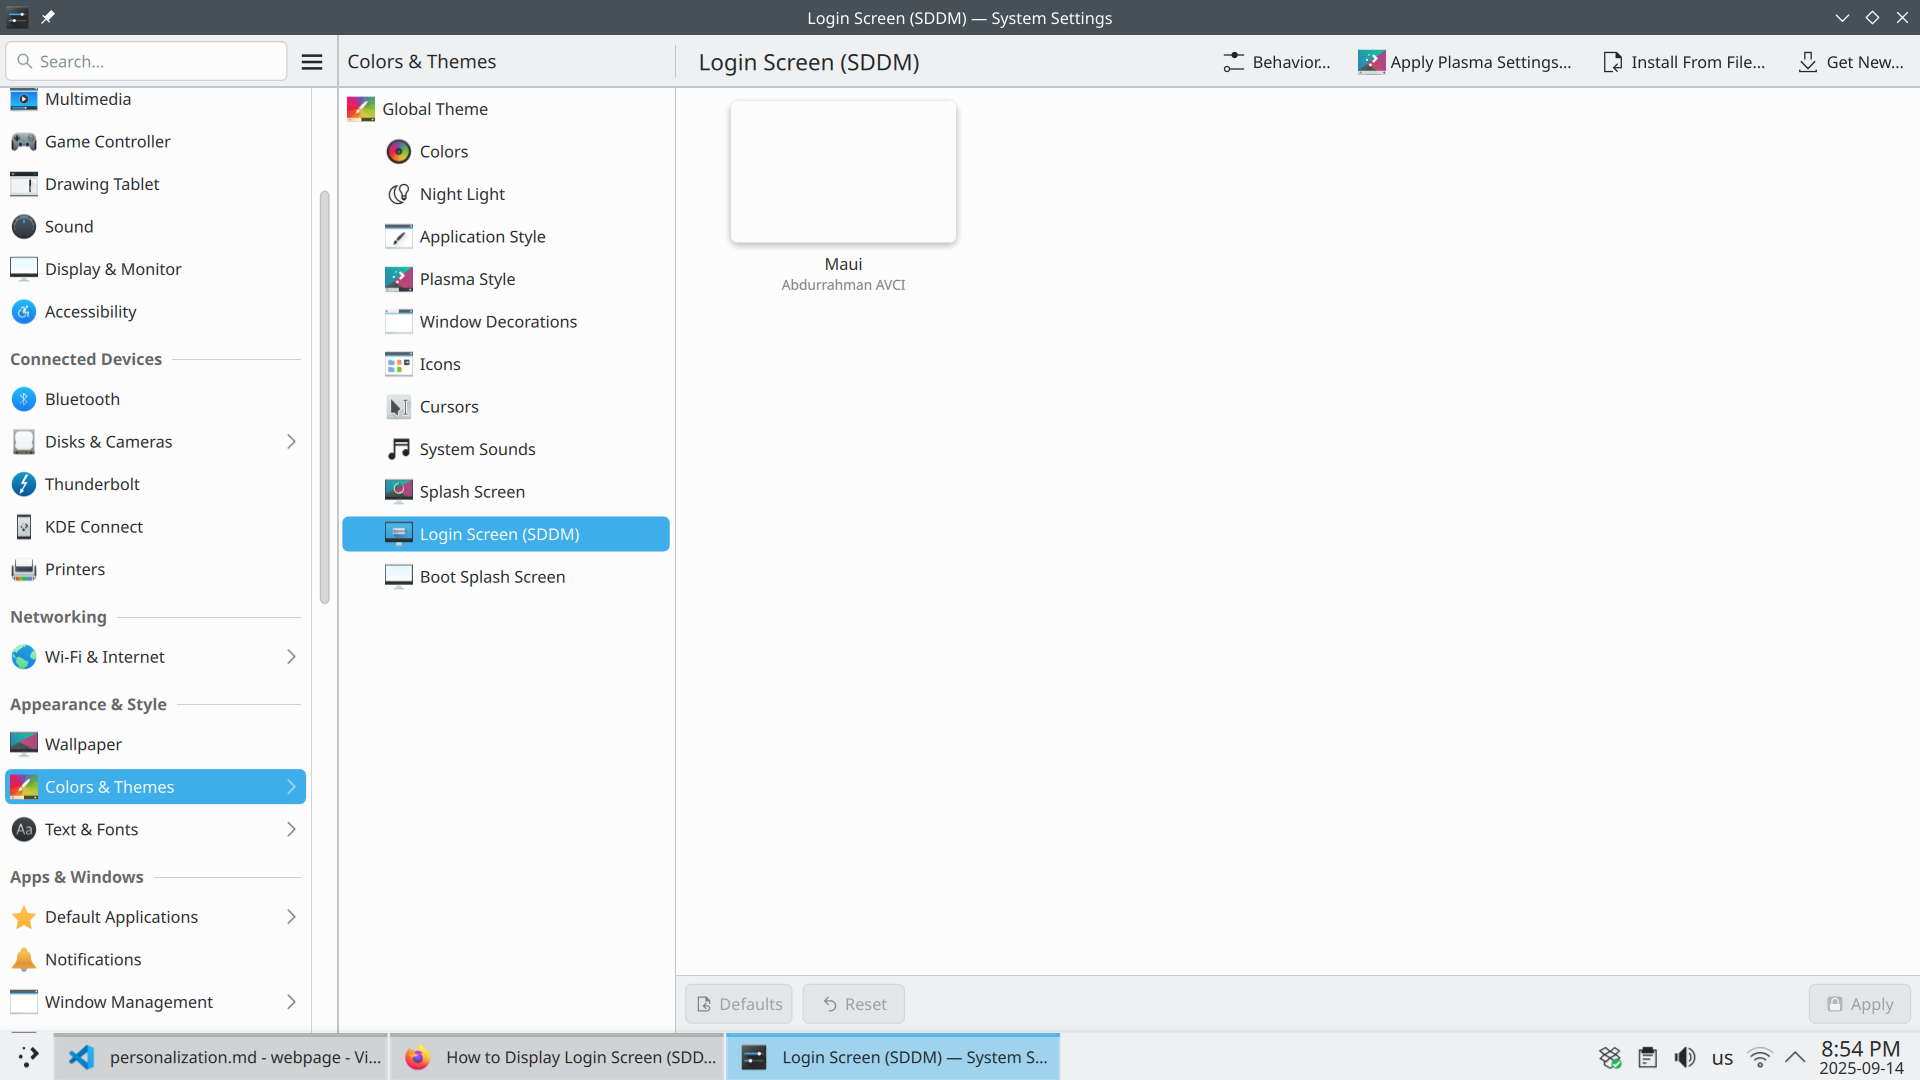 Login Screen (SDDM) — System Settings
Search...
Colors & Themes
Login Screen (SDDM)
Behavior...
Apply Plasma Settings...
Install From File...
Get New...
Multimedia
Game Controller
Drawing Tablet
Sound
Display & Monitor
Accessibility
Connected Devices
Bluetooth
Disks & Cameras
Thunderbolt
KDE Connect
Printers
Networking
Wi-Fi & Internet
Appearance & Style
Wallpaper
Colors & Themes
Text & Fonts
Apps & Windows
Default Applications
Notifications
Window Management
Global Theme
Colors
Night Light
Application Style
Plasma Style
Window Decorations
Icons
Cursors
System Sounds
Splash Screen
Login Screen (SDDM)
Boot Splash Screen
Maui
Abdurrahman AVCI
Defaults
Reset
Apply
personalization.md - webpage - Vi...
How to Display Login Screen (SDD...
Login Screen (SDDM) — System S...
us
8:54 PM
2025-09-14